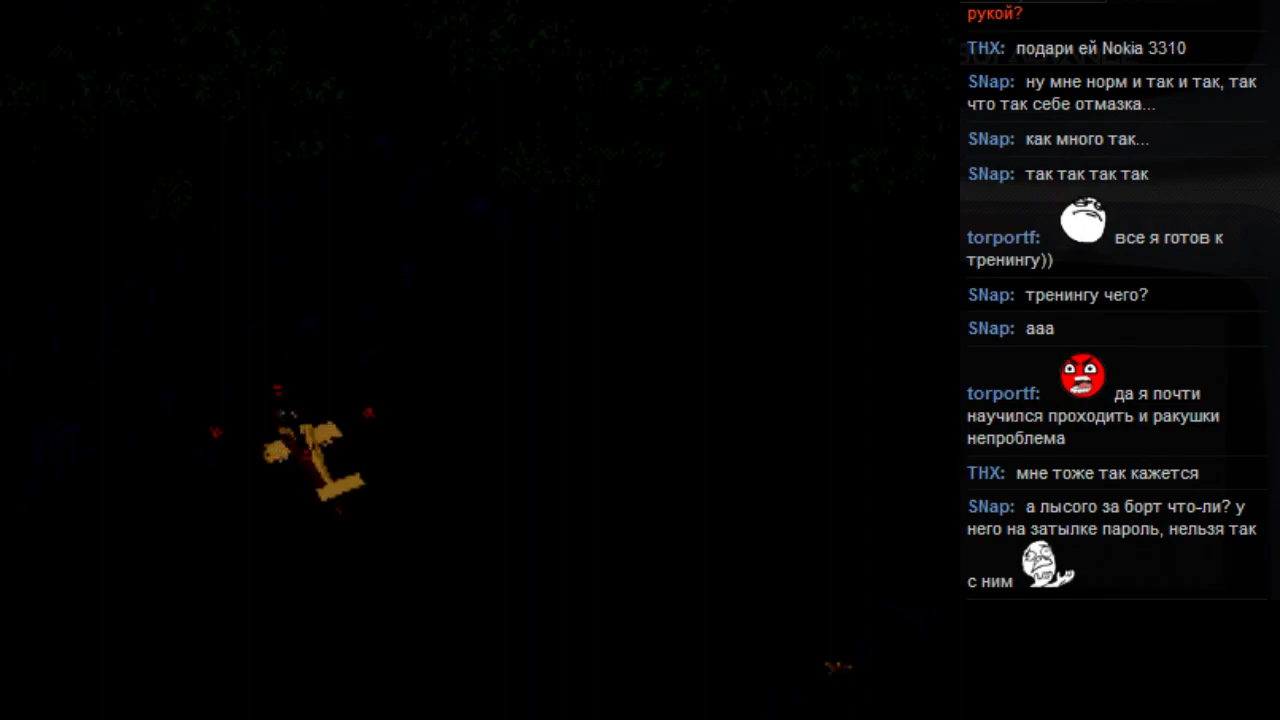 рукой?
THX: подари ей Nokia 3310
SNap: ну мне норм и так и так, так
что так себе отмазка...
SNap: как много так...
SNap: так так так так
torportf: все я готов к
тренингу))
SNap: тренингу чего?
SNap: ааа
torportf: да я почти
научился проходить и ракушки
непроблема
THX: мне тоже так кажется
SNap: а лысого за борт что-ли? у
него на затылке пароль, нельзя так
с ним